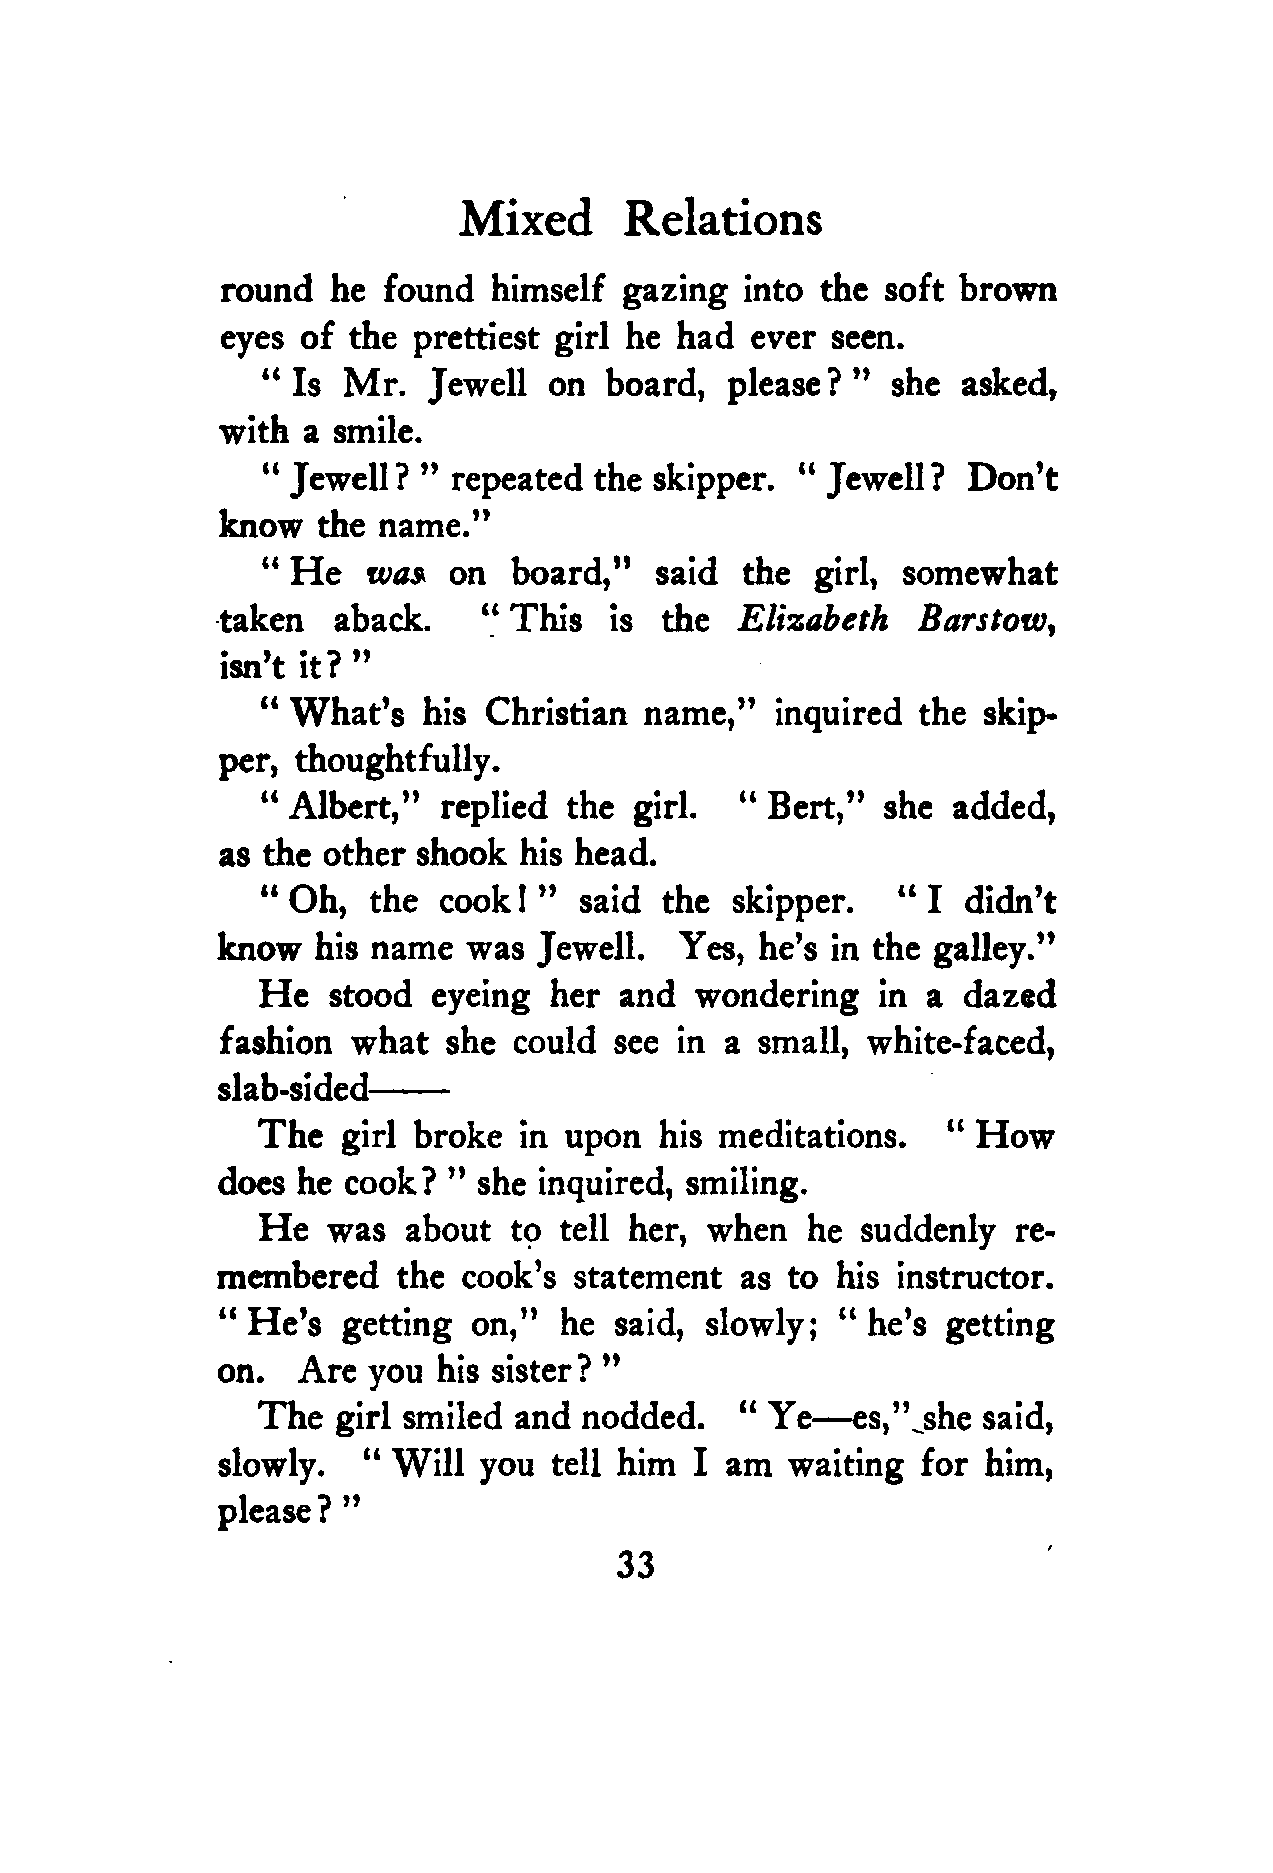 Mixed Relations
round he found himself gazing into the soft brown
eyes of the prettiest girl he had ever seen.
" Is Mr. Jewell on board, please? " she asked,
with a smile.
" Jewell? " repeated the skipper. " Jewell? Don't
know the name."
" He was on board," said the girl, somewhat
taken aback. " This is the Elizabeth Barstow,
isn't it? "
" What's his Christian name," inquired the skip-
per, thoughtfully.
" Albert," replied the girl. " Bert," she added,
as the other shook his head.
" Oh, the cook! " said the skipper. " I didn't
know his name was Jewell. Yes, he's in the galley."
He stood eyeing her and wondering in a dazed
fashion what she could see in a small, white-faced,
slab-sided——
The girl broke in upon his meditations. " How
does he cook? " she inquired, smiling.
He was about to tell her, when he suddenly re-
membered the cook's statement as to his instructor.
" He's getting on," he said, slowly; " he's getting
on. Are you his sister? "
The girl smiled and nodded. " Ye—es," she said,
slowly. " Will you tell him I am waiting for him,
please? "
33